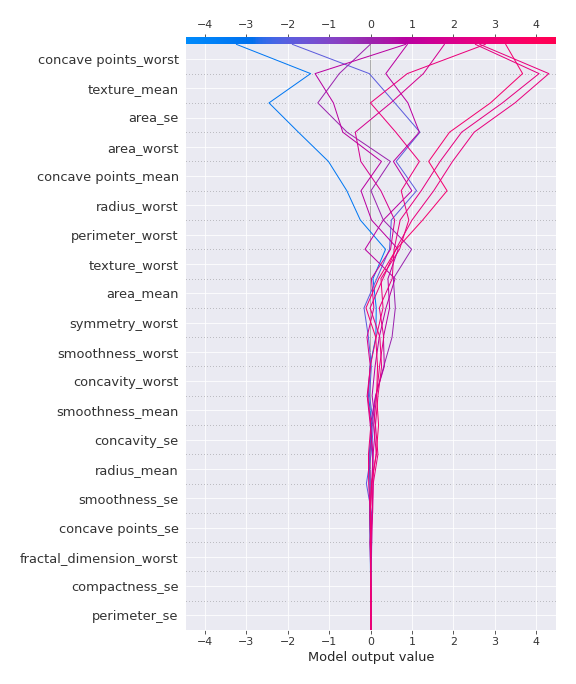 −4 −3 −2 −1 0 1 2 3 4
concave points_worst
texture_mean
area_se
area_worst
concave points_mean
radius_worst
perimeter_worst
texture_worst
area_mean
symmetry_worst
smoothness_worst
concavity_worst
smoothness_mean
concavity_se
radius_mean
smoothness_se
concave points_se
fractal_dimension_worst
compactness_se
perimeter_se
−4 −3 −2 −1 0 1 2 3 4
Model output value